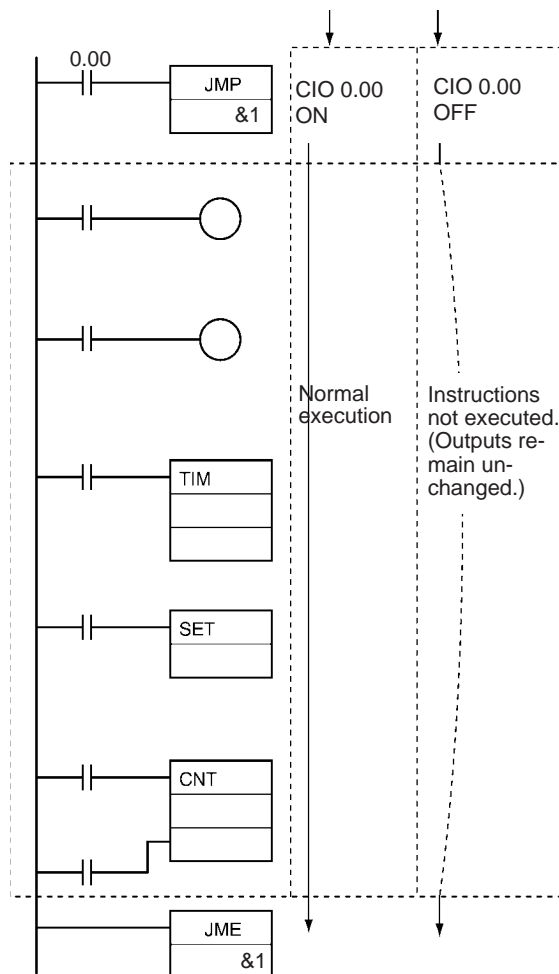 0.00
JMP
&1
CIO 0.00
ON
CIO 0.00
OFF
Normal
execution
Instructions
not executed.
(Outputs re-
main un-
changed.)
TIM
SET
CNT
JME
&1